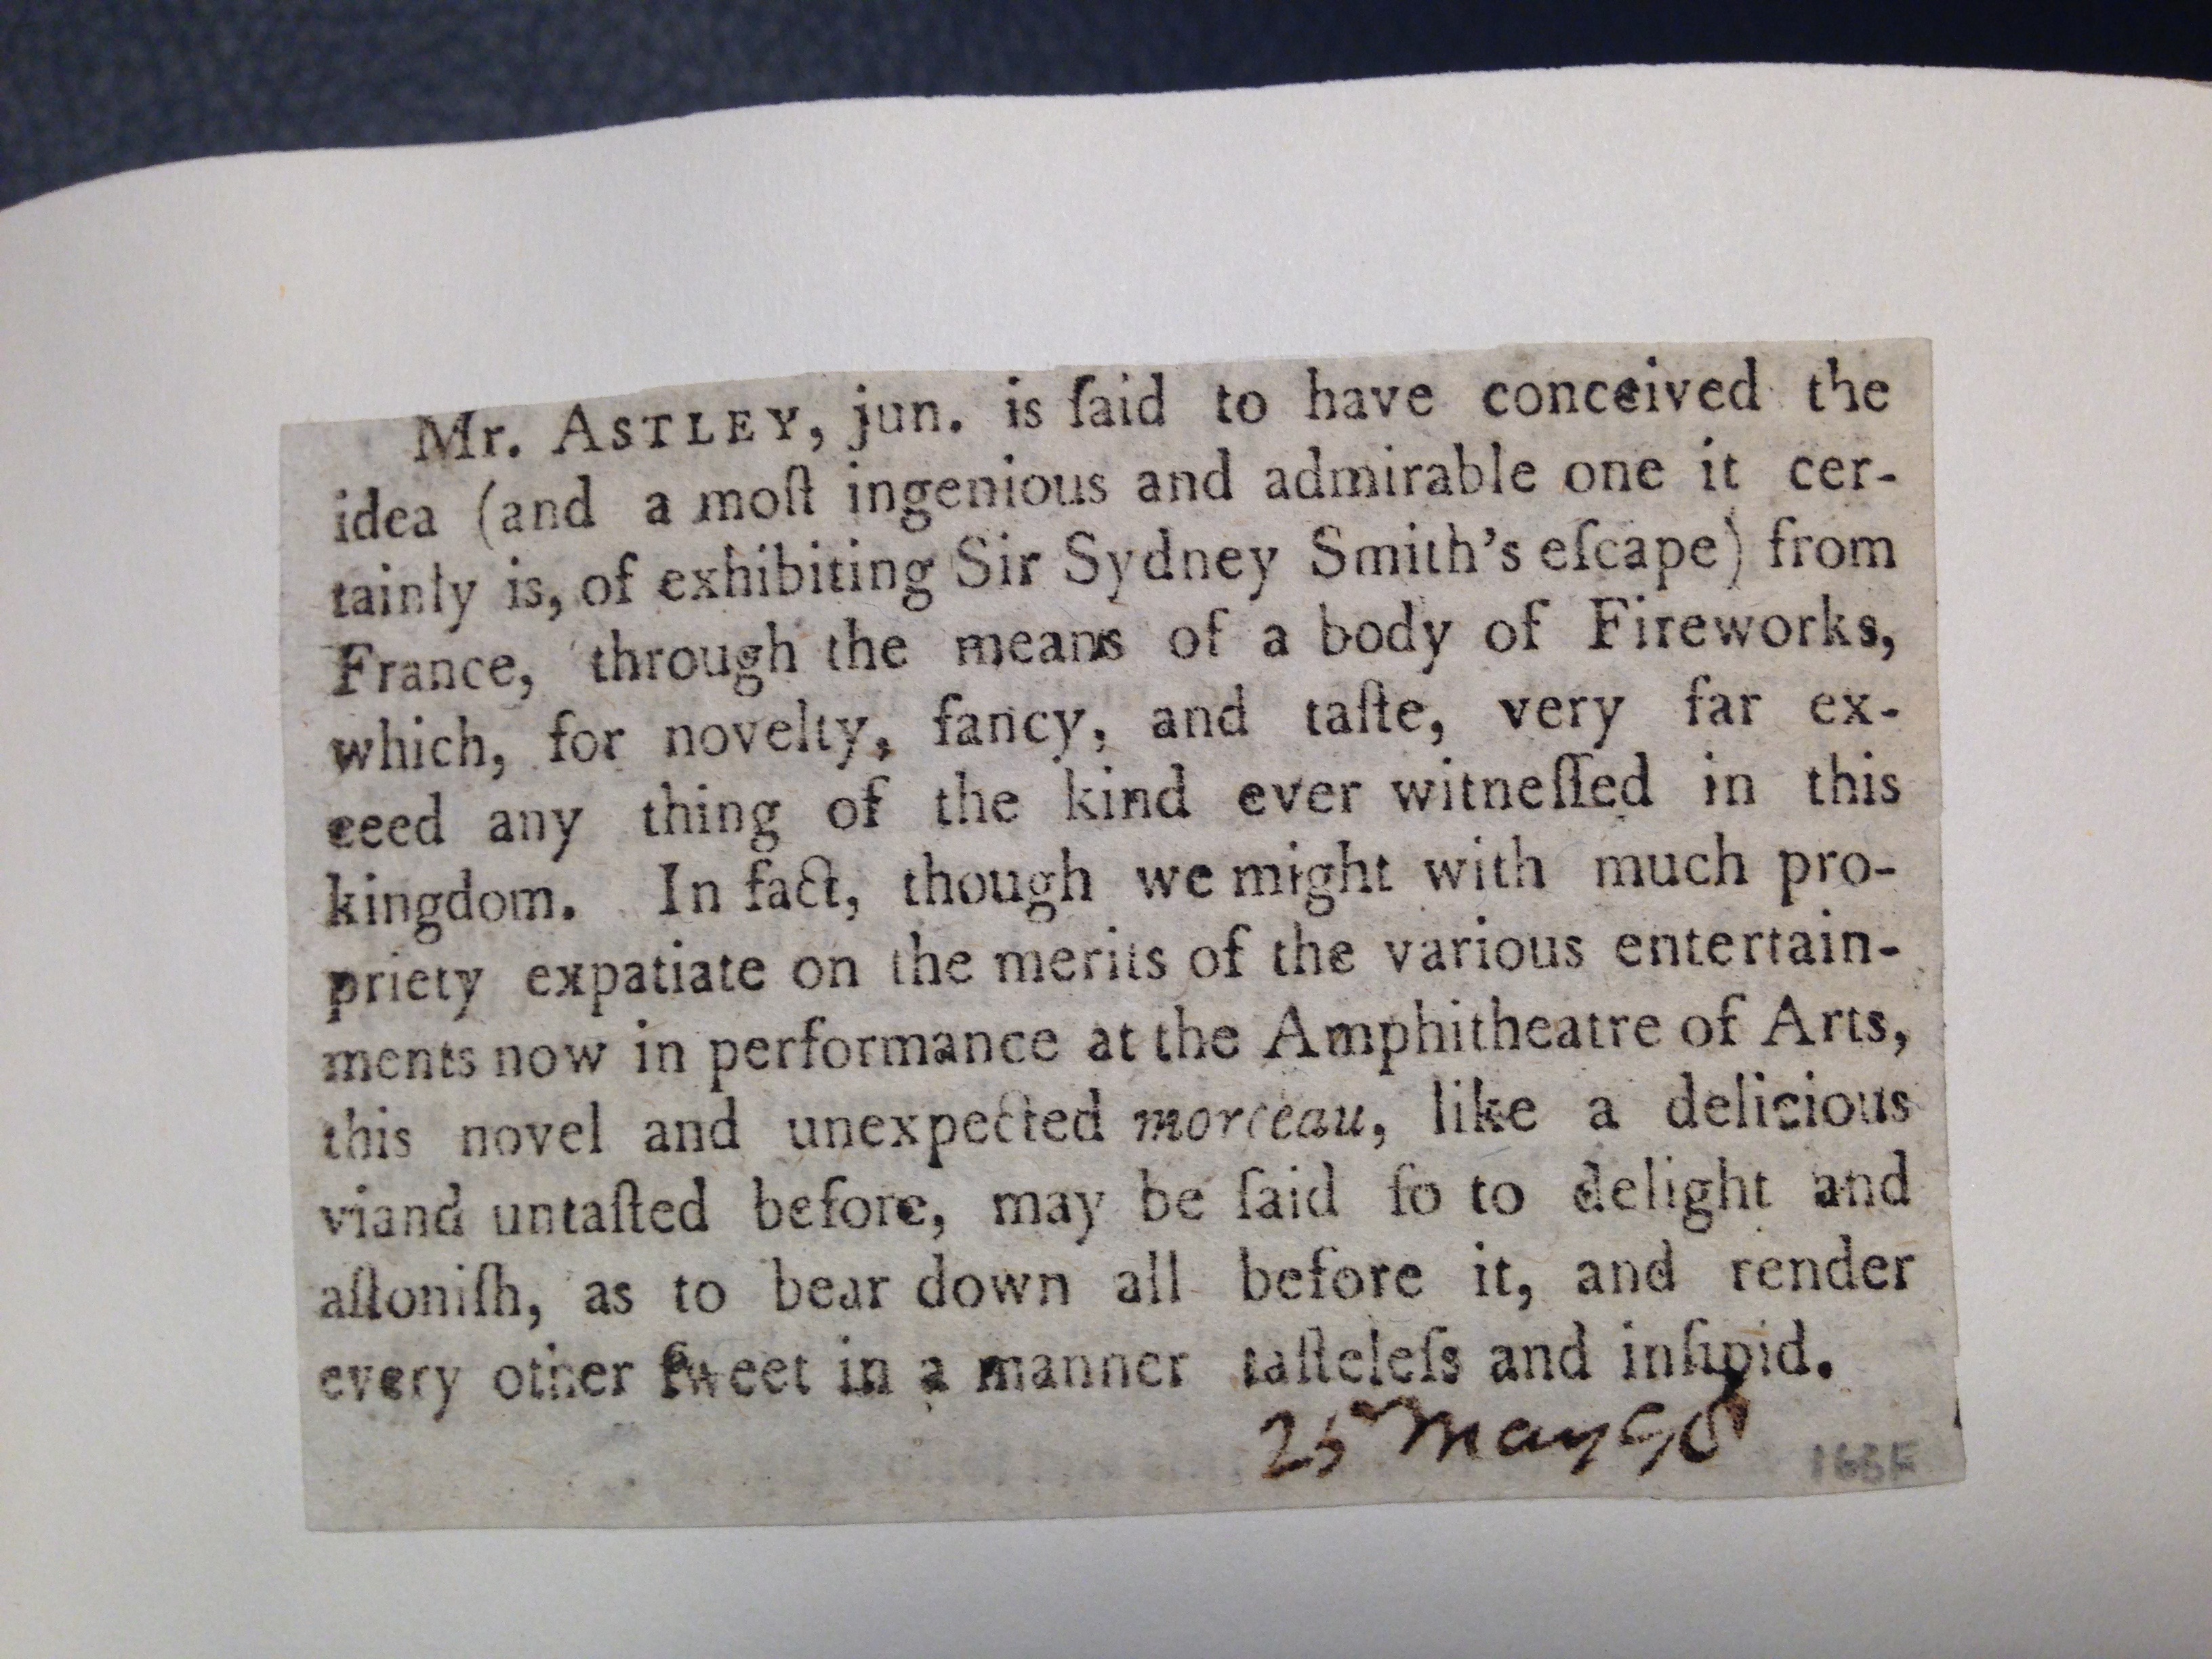 Mr. ASTLEY, jun. is ſaid to have conceived the
idea (and a moſt ingenious and admirable one it cer-
tainly is, of exhibiting Sir Sydney Smith's eſcape) from
France, through the means of a body of Fireworks,
which, for novelty, fancy, and taſte, very far ex-
ceed any thing of the kind ever witneſſed in this
kingdom. In fact, though we might with much pro-
priety expatiate on the merits of the various entertain-
ments now in performance at the Amphitheatre of Arts,
this novel and unexpected morceau, like a delicious
viand untaſted before, may be ſaid ſo to delight and
aſtoniſh, as to bear down all before it, and render
every other ſweet in a manner taſteleſs and inſipid.
25 May 98